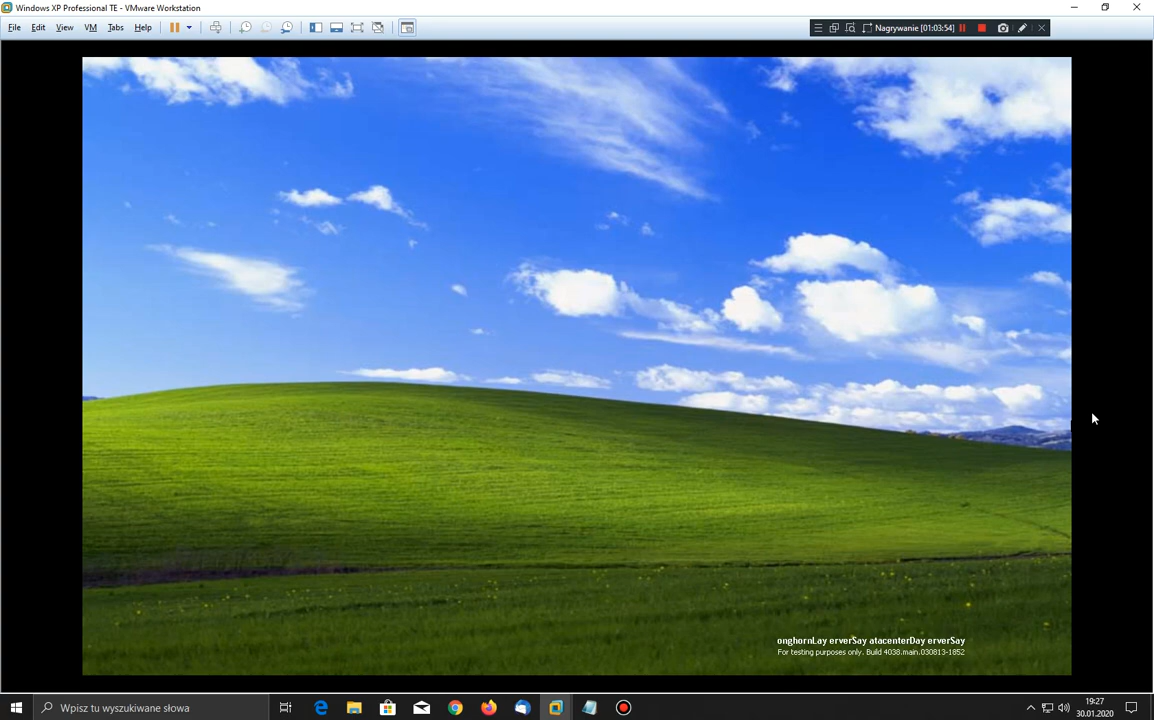 Windows XP Professional TE - VMware Workstation
File Edit View VM Tabs Help
Nagrywanie [01:03:54]
onghornLay erverSay atacenterDay erverSay
For testing purposes only. Build 4038.main.030813-1852
Wpisz tu wyszukiwane słowa
19:27
30.01.2020